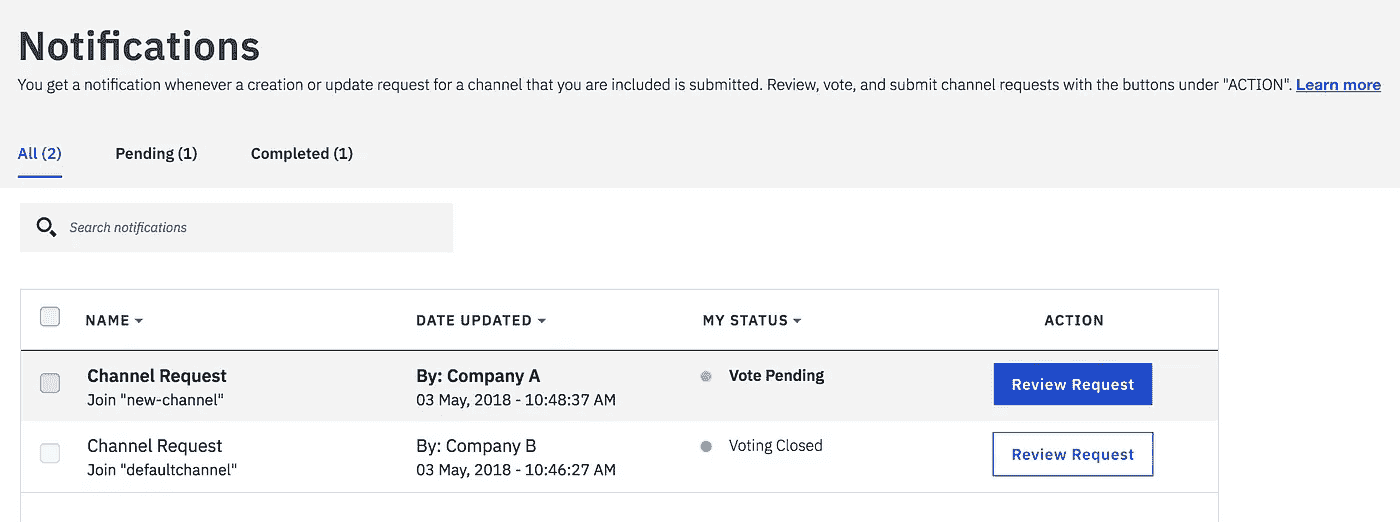 Notifications
You get a notification whenever a creation or update request for a channel that you are included is submitted. Review, vote, and submit channel requests with the buttons under "ACTION". Learn more
All (2) Pending (1) Completed (1)
Search notifications
NAME DATE UPDATED MY STATUS ACTION
Channel Request By: Company A Vote Pending Review Request
Join "new-channel" 03 May, 2018 - 10:48:37 AM
Channel Request By: Company B Voting Closed Review Request
Join "defaultchannel" 03 May, 2018 - 10:46:27 AM